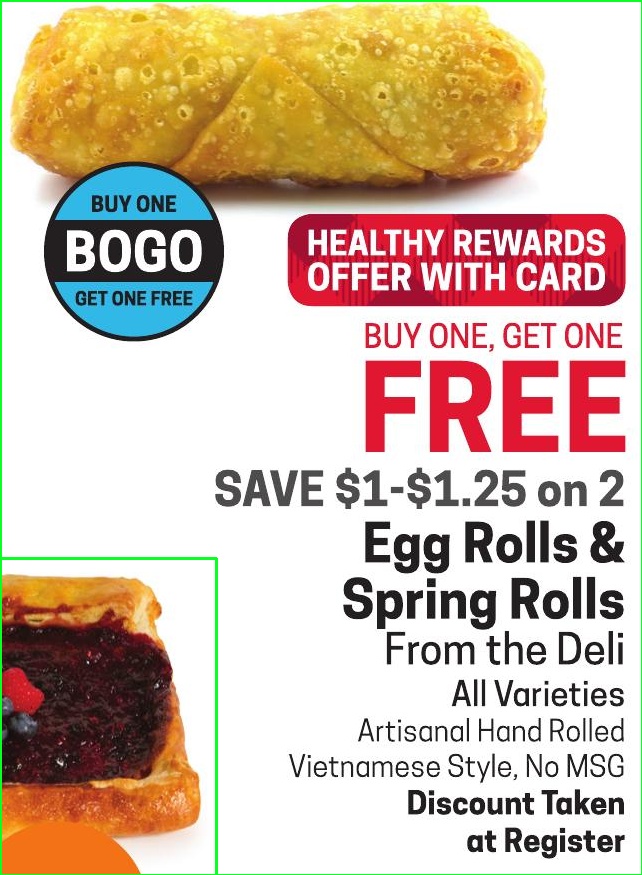 BUY ONE
BOGO
GET ONE FREE
HEALTHY REWARDS
OFFER WITH CARD
BUY ONE, GET ONE
FREE
SAVE $1-$1.25 on 2
Egg Rolls &
Spring Rolls
From the Deli
All Varieties
Artisanal Hand Rolled
Vietnamese Style, No MSG
Discount Taken
at Register